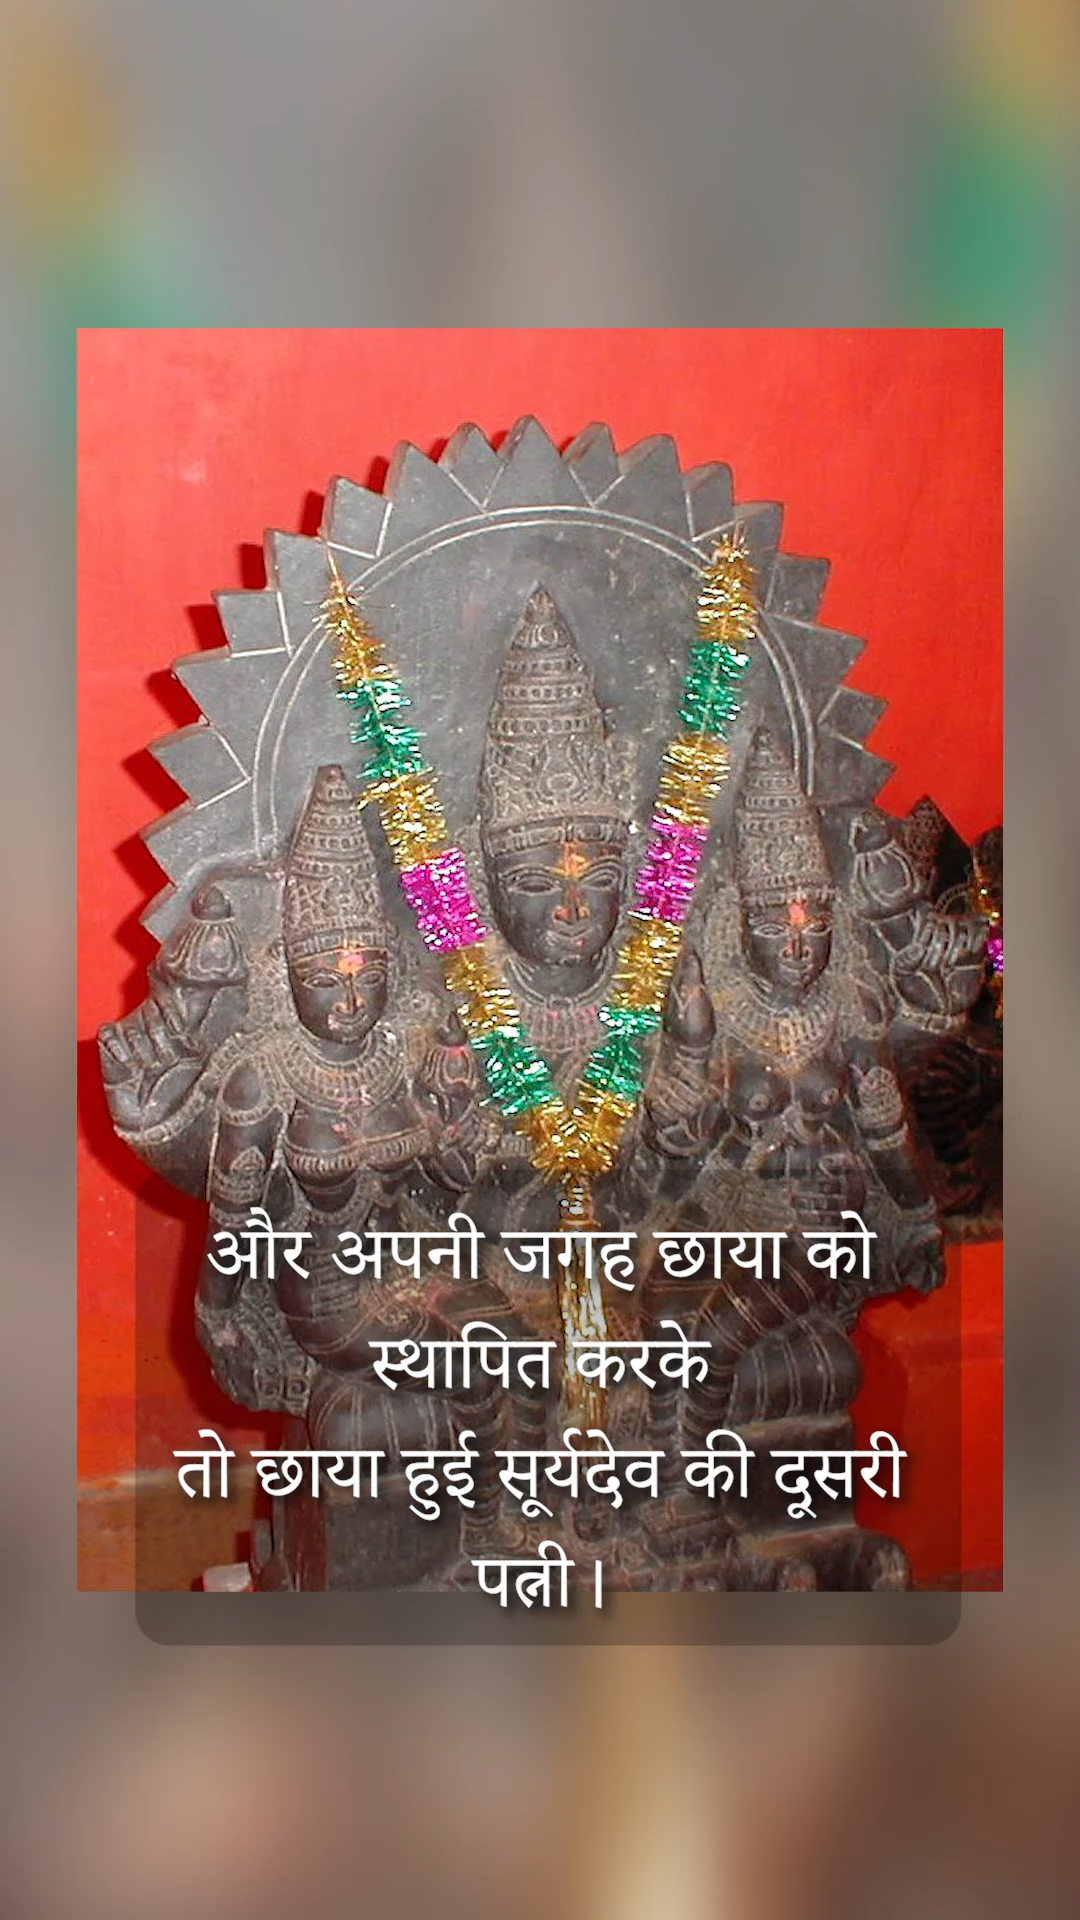 और अपनी जगह छाया को
स्थापित करके
तो छाया हुई सूर्यदेव की दूसरी
पत्नी।